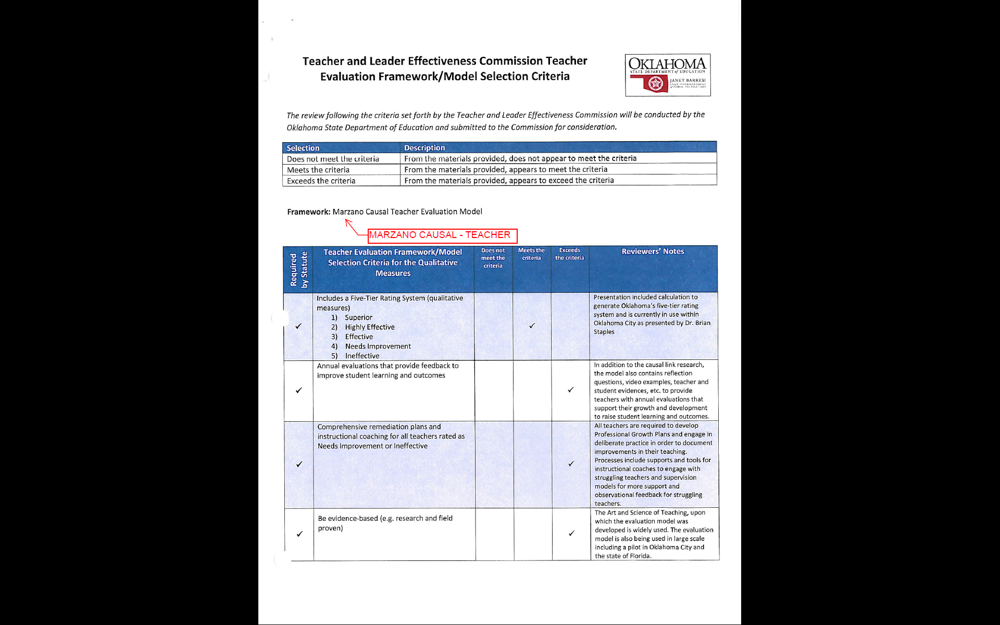 Teacher and Leader Effectiveness Commission Teacher
Evaluation Framework/Model Selection Criteria
OKLAHOMA
STATE DEPARTMENT of EDUCATION
JANET BARRESI
STATE SUPERINTENDENT
of PUBLIC INSTRUCTION
The review following the criteria set forth by the Teacher and Leader Effectiveness Commission will be conducted by the
Oklahoma State Department of Education and submitted to the Commission for consideration.
Selection Description
Does not meet the criteria From the materials provided, does not appear to meet the criteria
Meets the criteria From the materials provided, appears to meet the criteria
Exceeds the criteria From the materials provided, appears to exceed the criteria
Framework: Marzano Causal Teacher Evaluation Model
MARZANO CAUSAL - TEACHER
Required
by Statute
Teacher Evaluation Framework/Model
Selection Criteria for the Qualitative
Measures
Does not
meet the
criteria
Meets the
criteria
Exceeds
the criteria
Reviewers' Notes
✓
Includes a Five-Tier Rating System (qualitative
measures)
1) Superior
2) Highly Effective
3) Effective
4) Needs Improvement
5) Ineffective
✓
Presentation included calculation to
generate Oklahoma's five-tier rating
system and is currently in use within
Oklahoma City as presented by Dr. Brian
Staples
✓
Annual evaluations that provide feedback to
improve student learning and outcomes
✓
In addition to the causal link research,
the model also contains reflection
questions, video examples, teacher and
student evidences, etc. to provide
teachers with annual evaluations that
support their growth and development
to raise student learning and outcomes.
✓
Comprehensive remediation plans and
instructional coaching for all teachers rated as
Needs Improvement or Ineffective
✓
All teachers are required to develop
Professional Growth Plans and engage in
deliberate practice in order to document
improvements in their teaching.
Processes include supports and tools for
instructional coaches to engage with
struggling teachers and supervision
models for more support and
observational feedback for struggling
teachers.
✓
Be evidence-based (e.g. research and field
proven)
✓
The Art and Science of Teaching, upon
which the evaluation model was
developed is widely used. The evaluation
model is also being used in large scale
including a pilot in Oklahoma City and
the state of Florida.